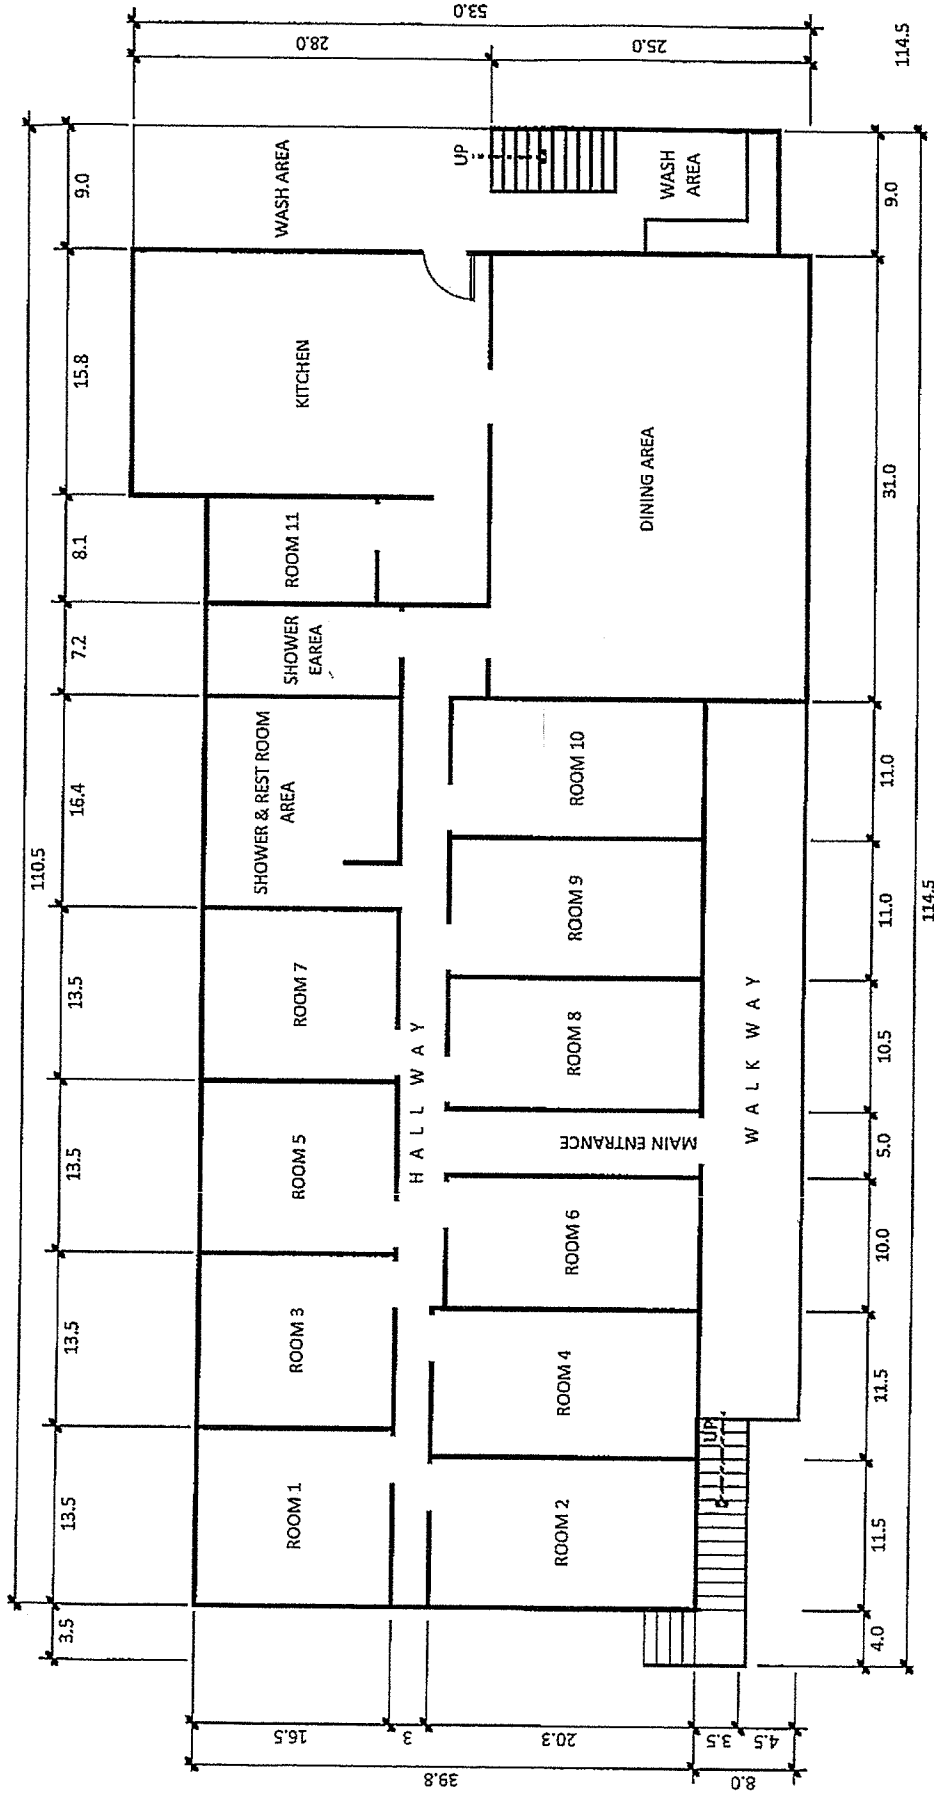 53.0
28.0
25.0
114.5
110.5
9.0
15.8
8.1
7.2
16.4
13.5
13.5
13.5
13.5
3.5
WASH AREA
UP
WASH
AREA
KITCHEN
DINING AREA
ROOM 11
SHOWER
EAREA
SHOWER & REST ROOM
AREA
ROOM 10
ROOM 9
ROOM 7
ROOM 8
HALL WAY
WALK WAY
MAIN ENTRANCE
ROOM 5
ROOM 6
ROOM 3
ROOM 4
ROOM 1
ROOM 2
UP
9.0
31.0
11.0
11.0
10.5
5.0
10.0
11.5
11.5
4.0
114.5
16.5
3
20.3
3.5
4.5
39.8
8.0